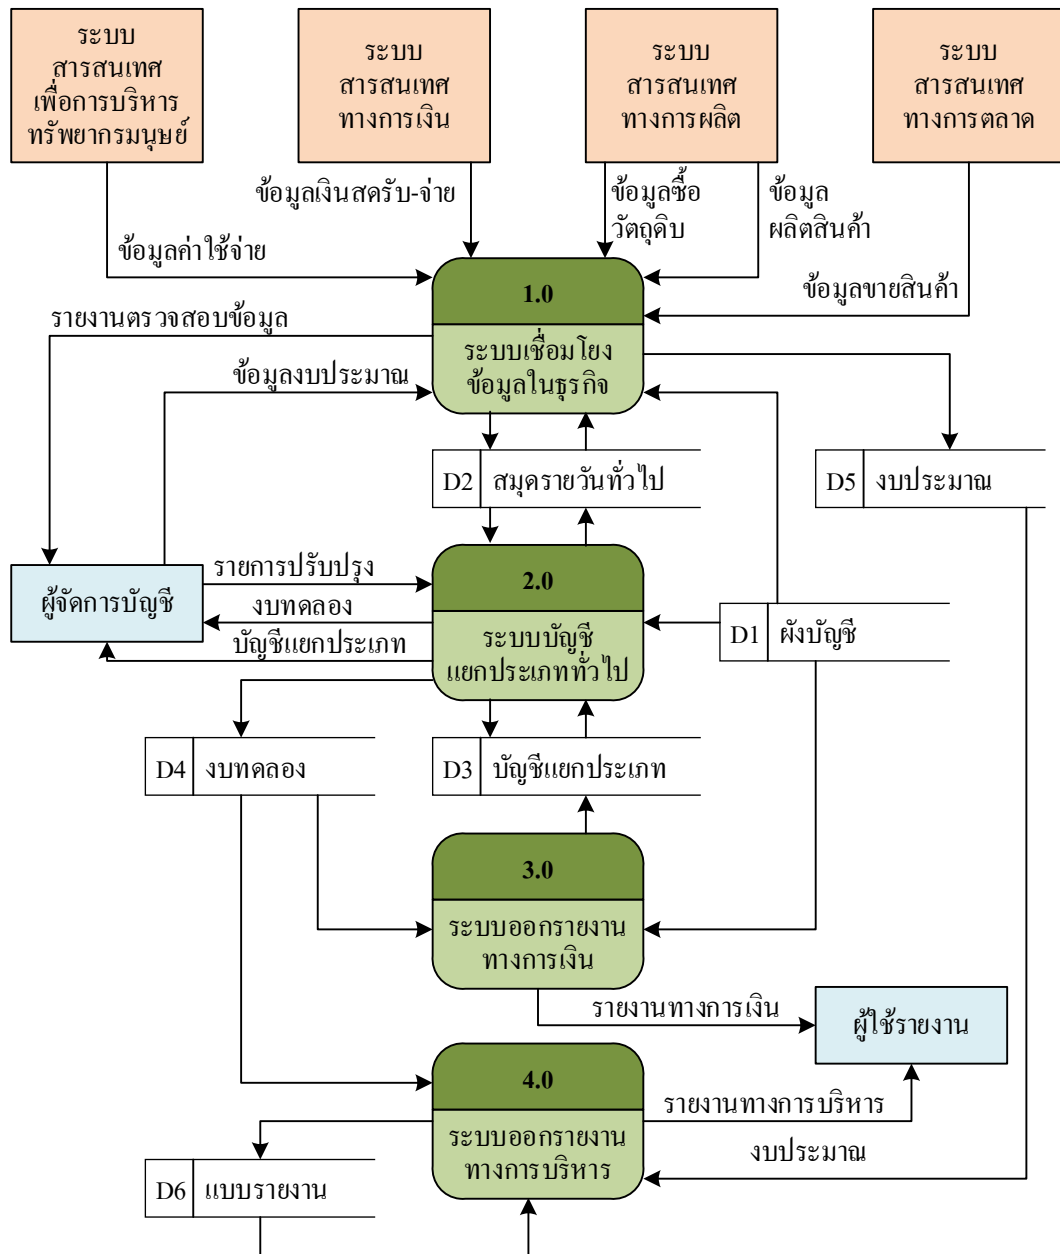 ระบบ
สารสนเทศ
เพื่อการบริหาร
ทรัพยากรมนุษย์
ระบบ
สารสนเทศ
ทางการเงิน
ระบบ
สารสนเทศ
ทางการผลิต
ระบบ
สารสนเทศ
ทางการตลาด
ข้อมูลเงินสดรับ-จ่าย
ข้อมูลซื้อ
วัตถุดิบ
ข้อมูล
ผลิตสินค้า
ข้อมูลค่าใช้จ่าย
ข้อมูลขายสินค้า
1.0
ระบบเชื่อมโยง
ข้อมูลในธุรกิจ
รายงานตรวจสอบข้อมูล
ข้อมูลงบประมาณ
D2 สมุดรายวันทั่วไป
D5 งบประมาณ
ผู้จัดการบัญชี
รายการปรับปรุง
งบทดลอง
บัญชีแยกประเภท
2.0
ระบบบัญชี
แยกประเภททั่วไป
D1 ผังบัญชี
D4 งบทดลอง
D3 บัญชีแยกประเภท
3.0
ระบบออกรายงาน
ทางการเงิน
รายงานทางการเงิน
ผู้ใช้รายงาน
4.0
ระบบออกรายงาน
ทางการบริหาร
รายงานทางการบริหาร
งบประมาณ
D6 แบบรายงาน